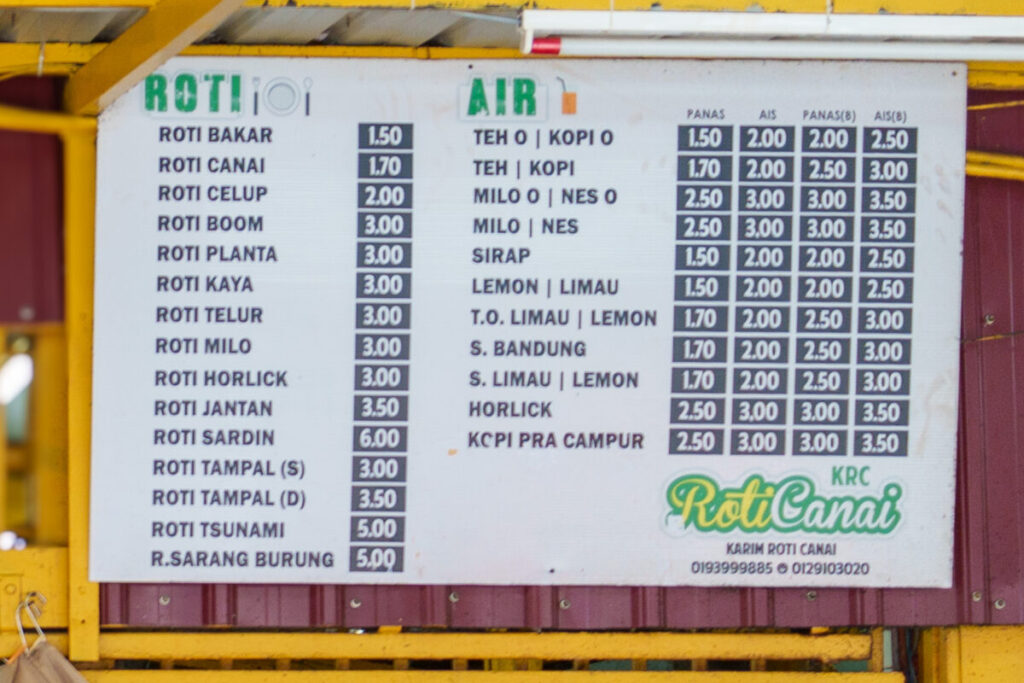 ROTI
ROTI BAKAR 1.50
ROTI CANAI 1.70
ROTI CELUP 2.00
ROTI BOOM 3.00
ROTI PLANTA 3.00
ROTI KAYA 3.00
ROTI TELUR 3.00
ROTI MILO 3.00
ROTI HORLICK 3.00
ROTI JANTAN 3.50
ROTI SARDIN 6.00
ROTI TAMPAL (S) 3.00
ROTI TAMPAL (D) 3.50
ROTI TSUNAMI 5.00
R.SARANG BURUNG 5.00
AIR
PANAS AIS PANAS(B) AIS(B)
TEH O | KOPI O 1.50 2.00 2.00 2.50
TEH | KOPI 1.70 2.00 2.50 3.00
MILO O | NES O 2.50 3.00 3.00 3.50
MILO | NES 2.50 3.00 3.00 3.50
SIRAP 1.50 2.00 2.00 2.50
LEMON | LIMAU 1.50 2.00 2.00 2.50
T.O. LIMAU | LEMON 1.70 2.00 2.50 3.00
S. BANDUNG 1.70 2.00 2.50 3.00
S. LIMAU | LEMON 1.70 2.00 2.50 3.00
HORLICK 2.50 3.00 3.00 3.50
KOPI PRA CAMPUR 2.50 3.00 3.00 3.50
KRC
Roti Canai
KARIM ROTI CANAI
0193999885 0129103020